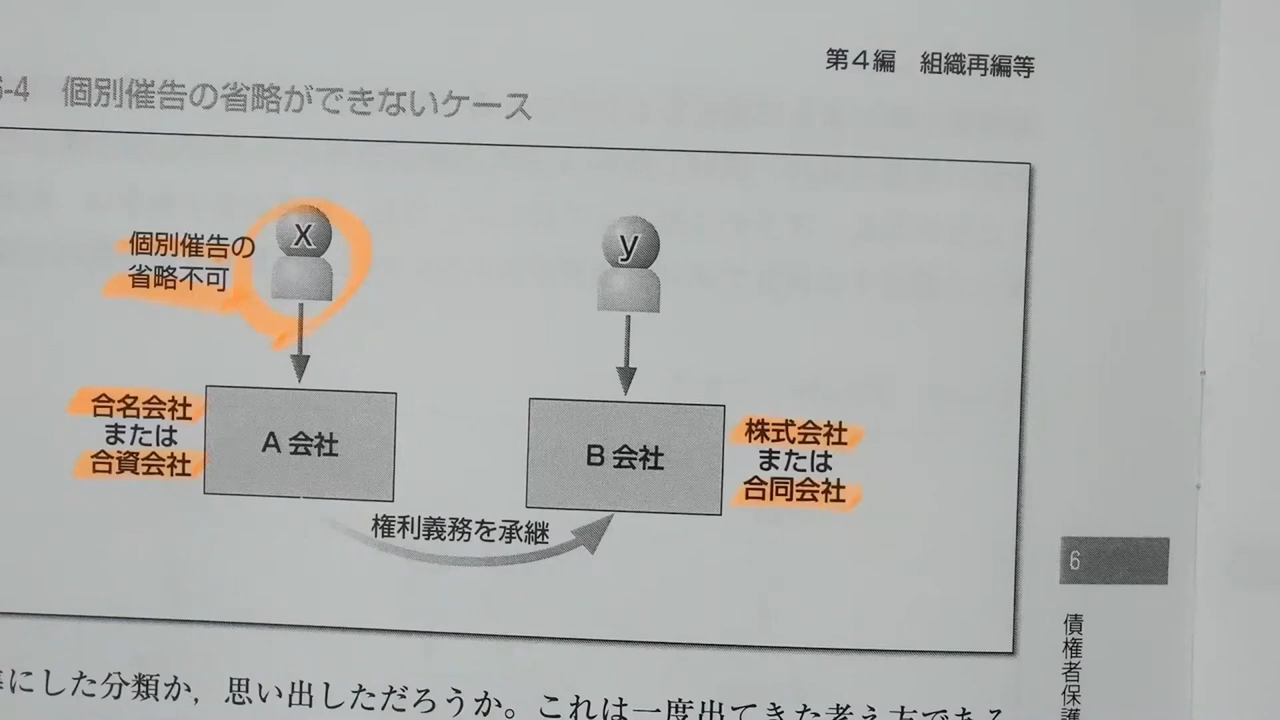 第4編 組織再編等
6-4 個別催告の省略ができないケース
個別催告の
省略不可
x
y
合名会社
または
合資会社
A会社
B会社
株式会社
または
合同会社
権利義務を承継
6
債権者保護
にした分類か，思い出しただろうか。これは一度出てきた考え方である